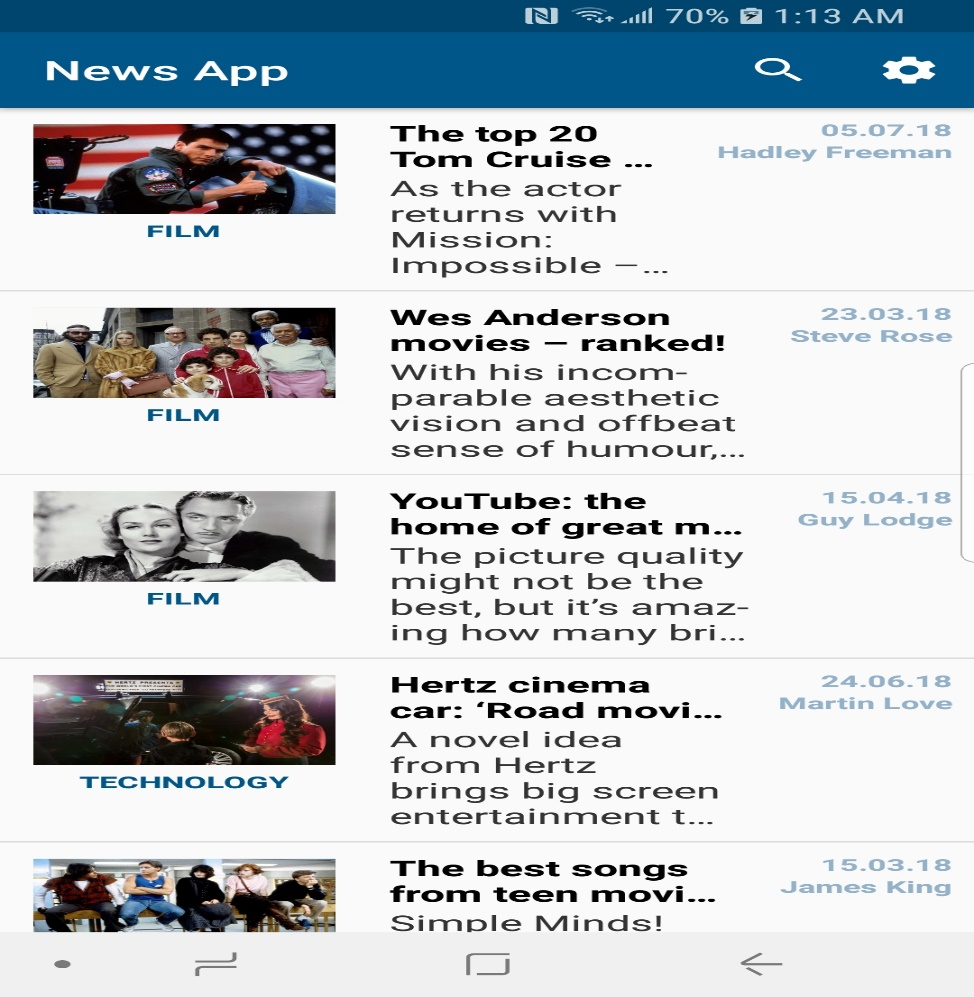 70% 1:13 AM
News App
The top 20
Tom Cruise ...
05.07.18
Hadley Freeman
As the actor
returns with
Mission:
Impossible –...
FILM
Wes Anderson
movies – ranked!
23.03.18
Steve Rose
With his incom-
parable aesthetic
vision and offbeat
sense of humour,...
FILM
YouTube: the
home of great m...
15.04.18
Guy Lodge
The picture quality
might not be the
best, but it’s amaz-
ing how many bri...
FILM
HERTZ PRESENTS
Hertz cinema
car: ‘Road movi...
24.06.18
Martin Love
A novel idea
from Hertz
brings big screen
entertainment t...
TECHNOLOGY
The best songs
from teen movi...
15.03.18
James King
Simple Minds!